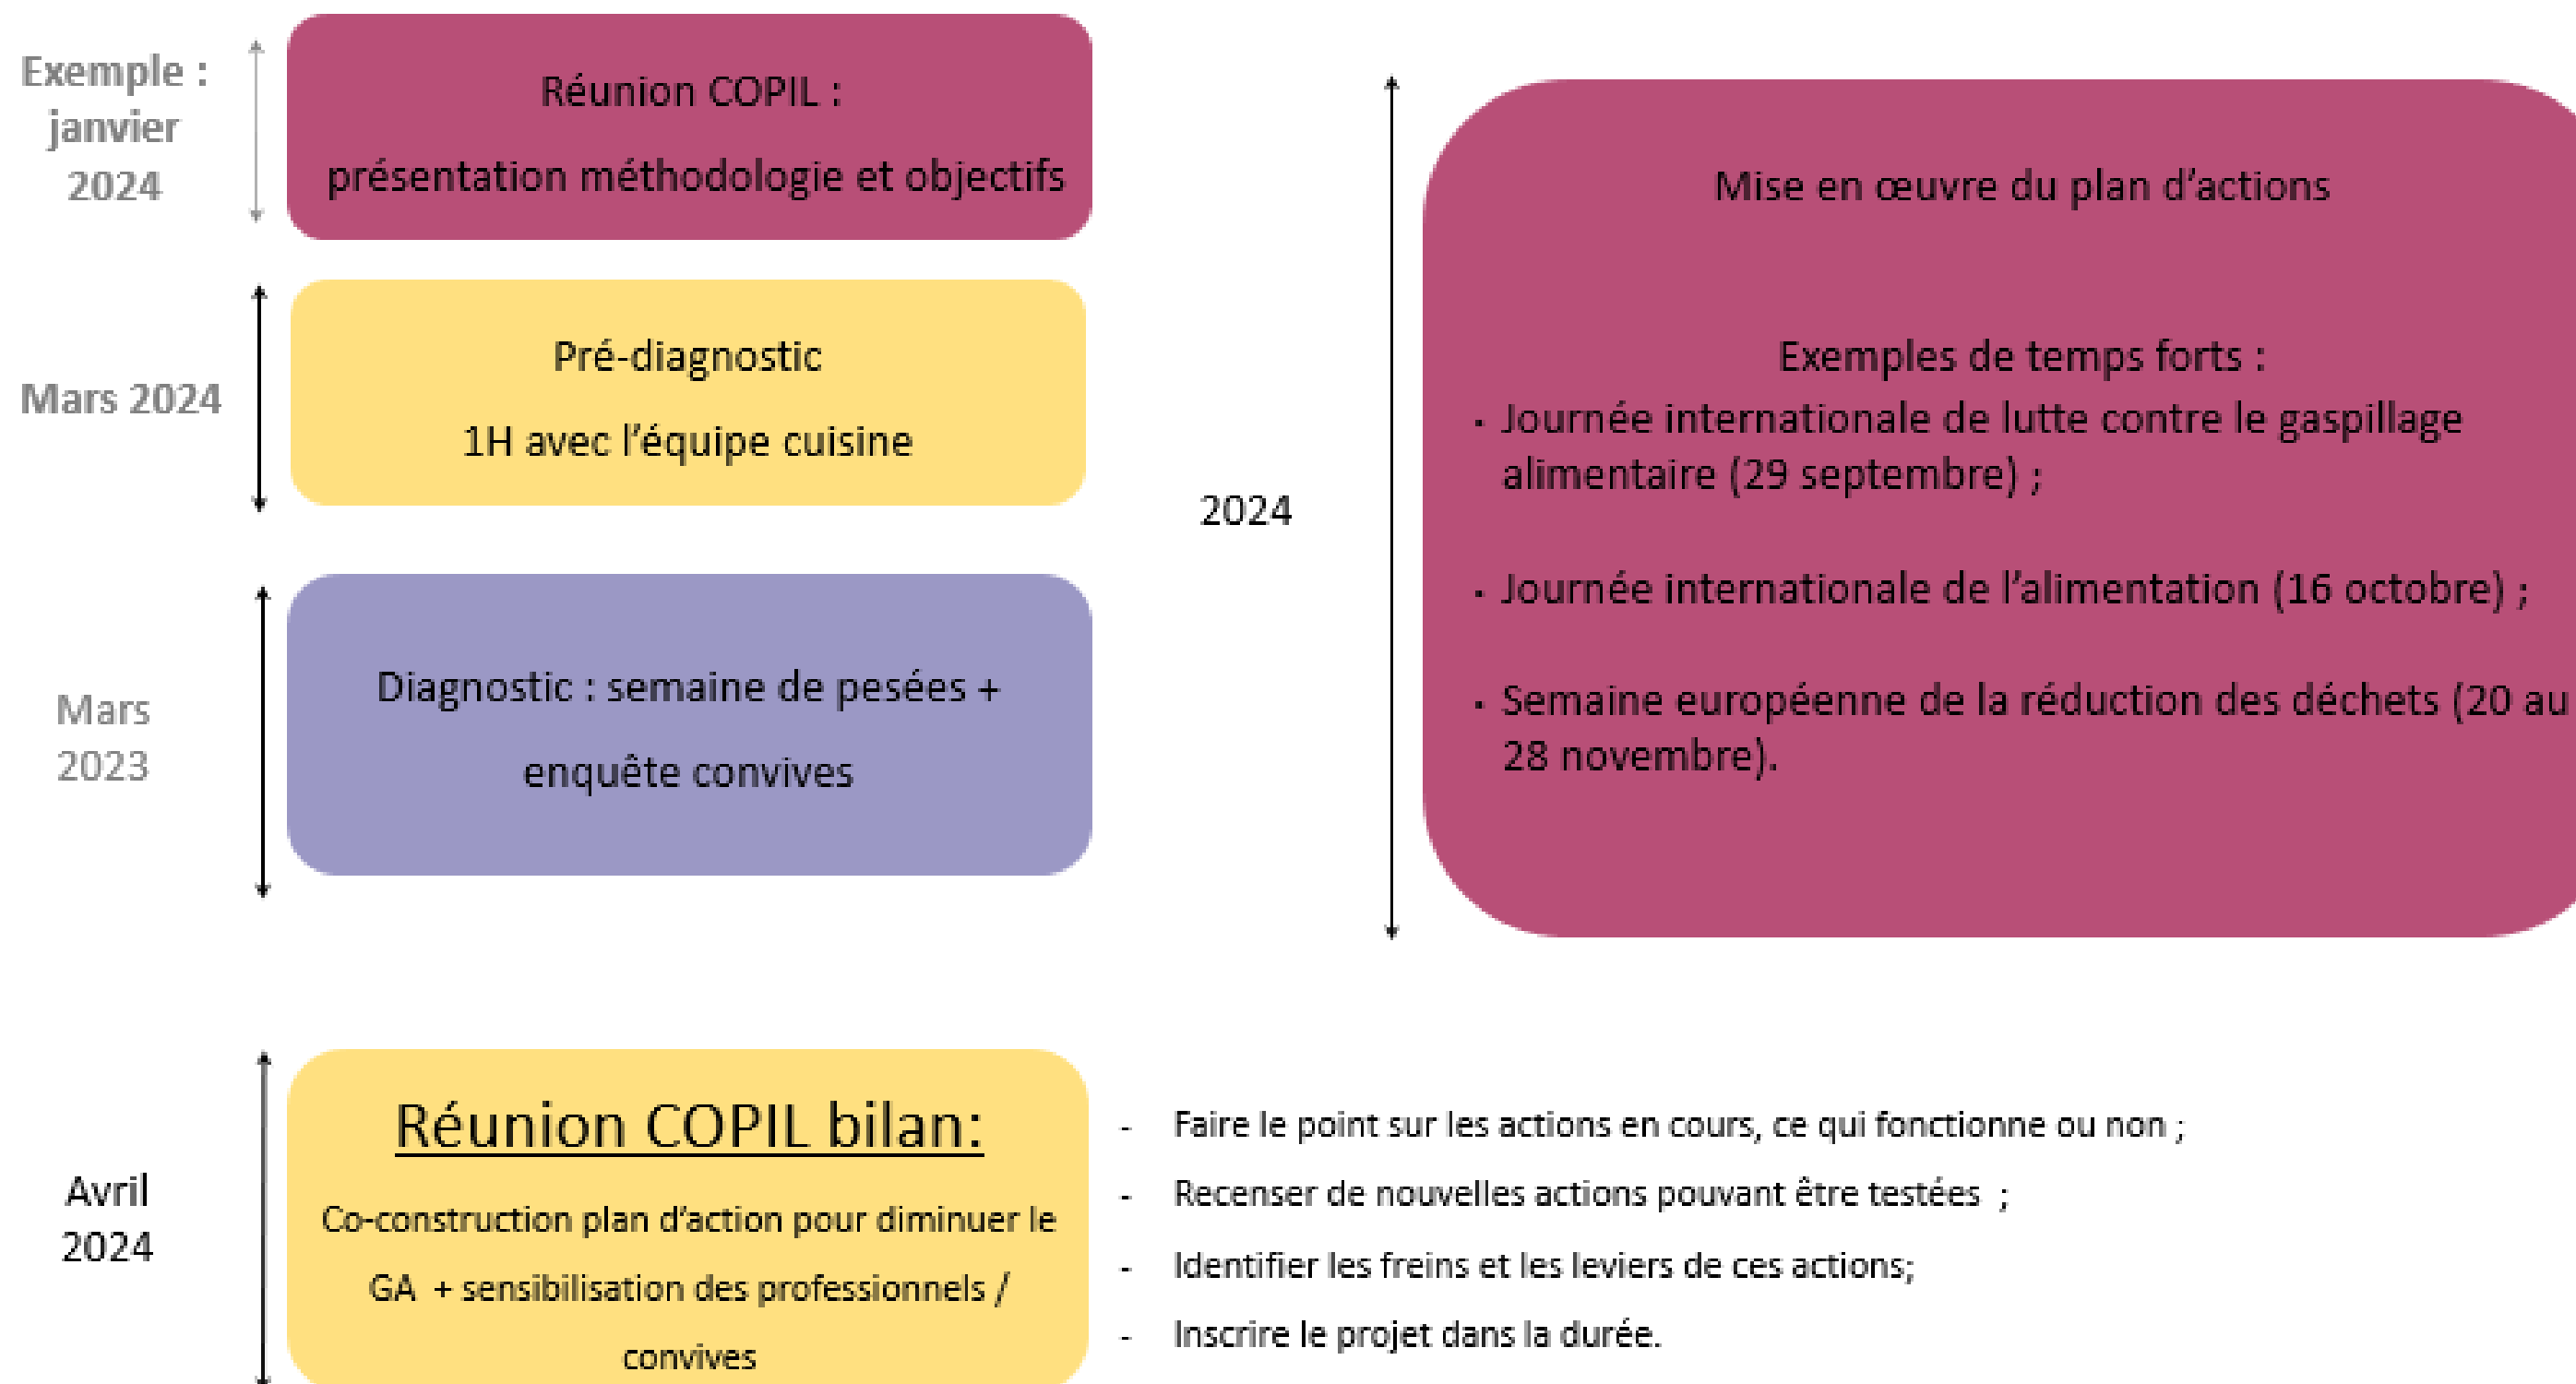 Exemple :
janvier
2024
Réunion COPIL :
présentation méthodologie et objectifs
Mars 2024
Pré-diagnostic
1H avec l’équipe cuisine
Mars
2023
Diagnostic : semaine de pesées +
enquête convives
2024
Mise en œuvre du plan d’actions
Exemples de temps forts :
· Journée internationale de lutte contre le gaspillage
alimentaire (29 septembre) ;
· Journée internationale de l’alimentation (16 octobre) ;
· Semaine européenne de la réduction des déchets (20 au
28 novembre).
Avril
2024
Réunion COPIL bilan:
Co-construction plan d’action pour diminuer le
GA + sensibilisation des professionnels /
convives
- Faire le point sur les actions en cours, ce qui fonctionne ou non ;
- Recenser de nouvelles actions pouvant être testées ;
- Identifier les freins et les leviers de ces actions;
- Inscrire le projet dans la durée.